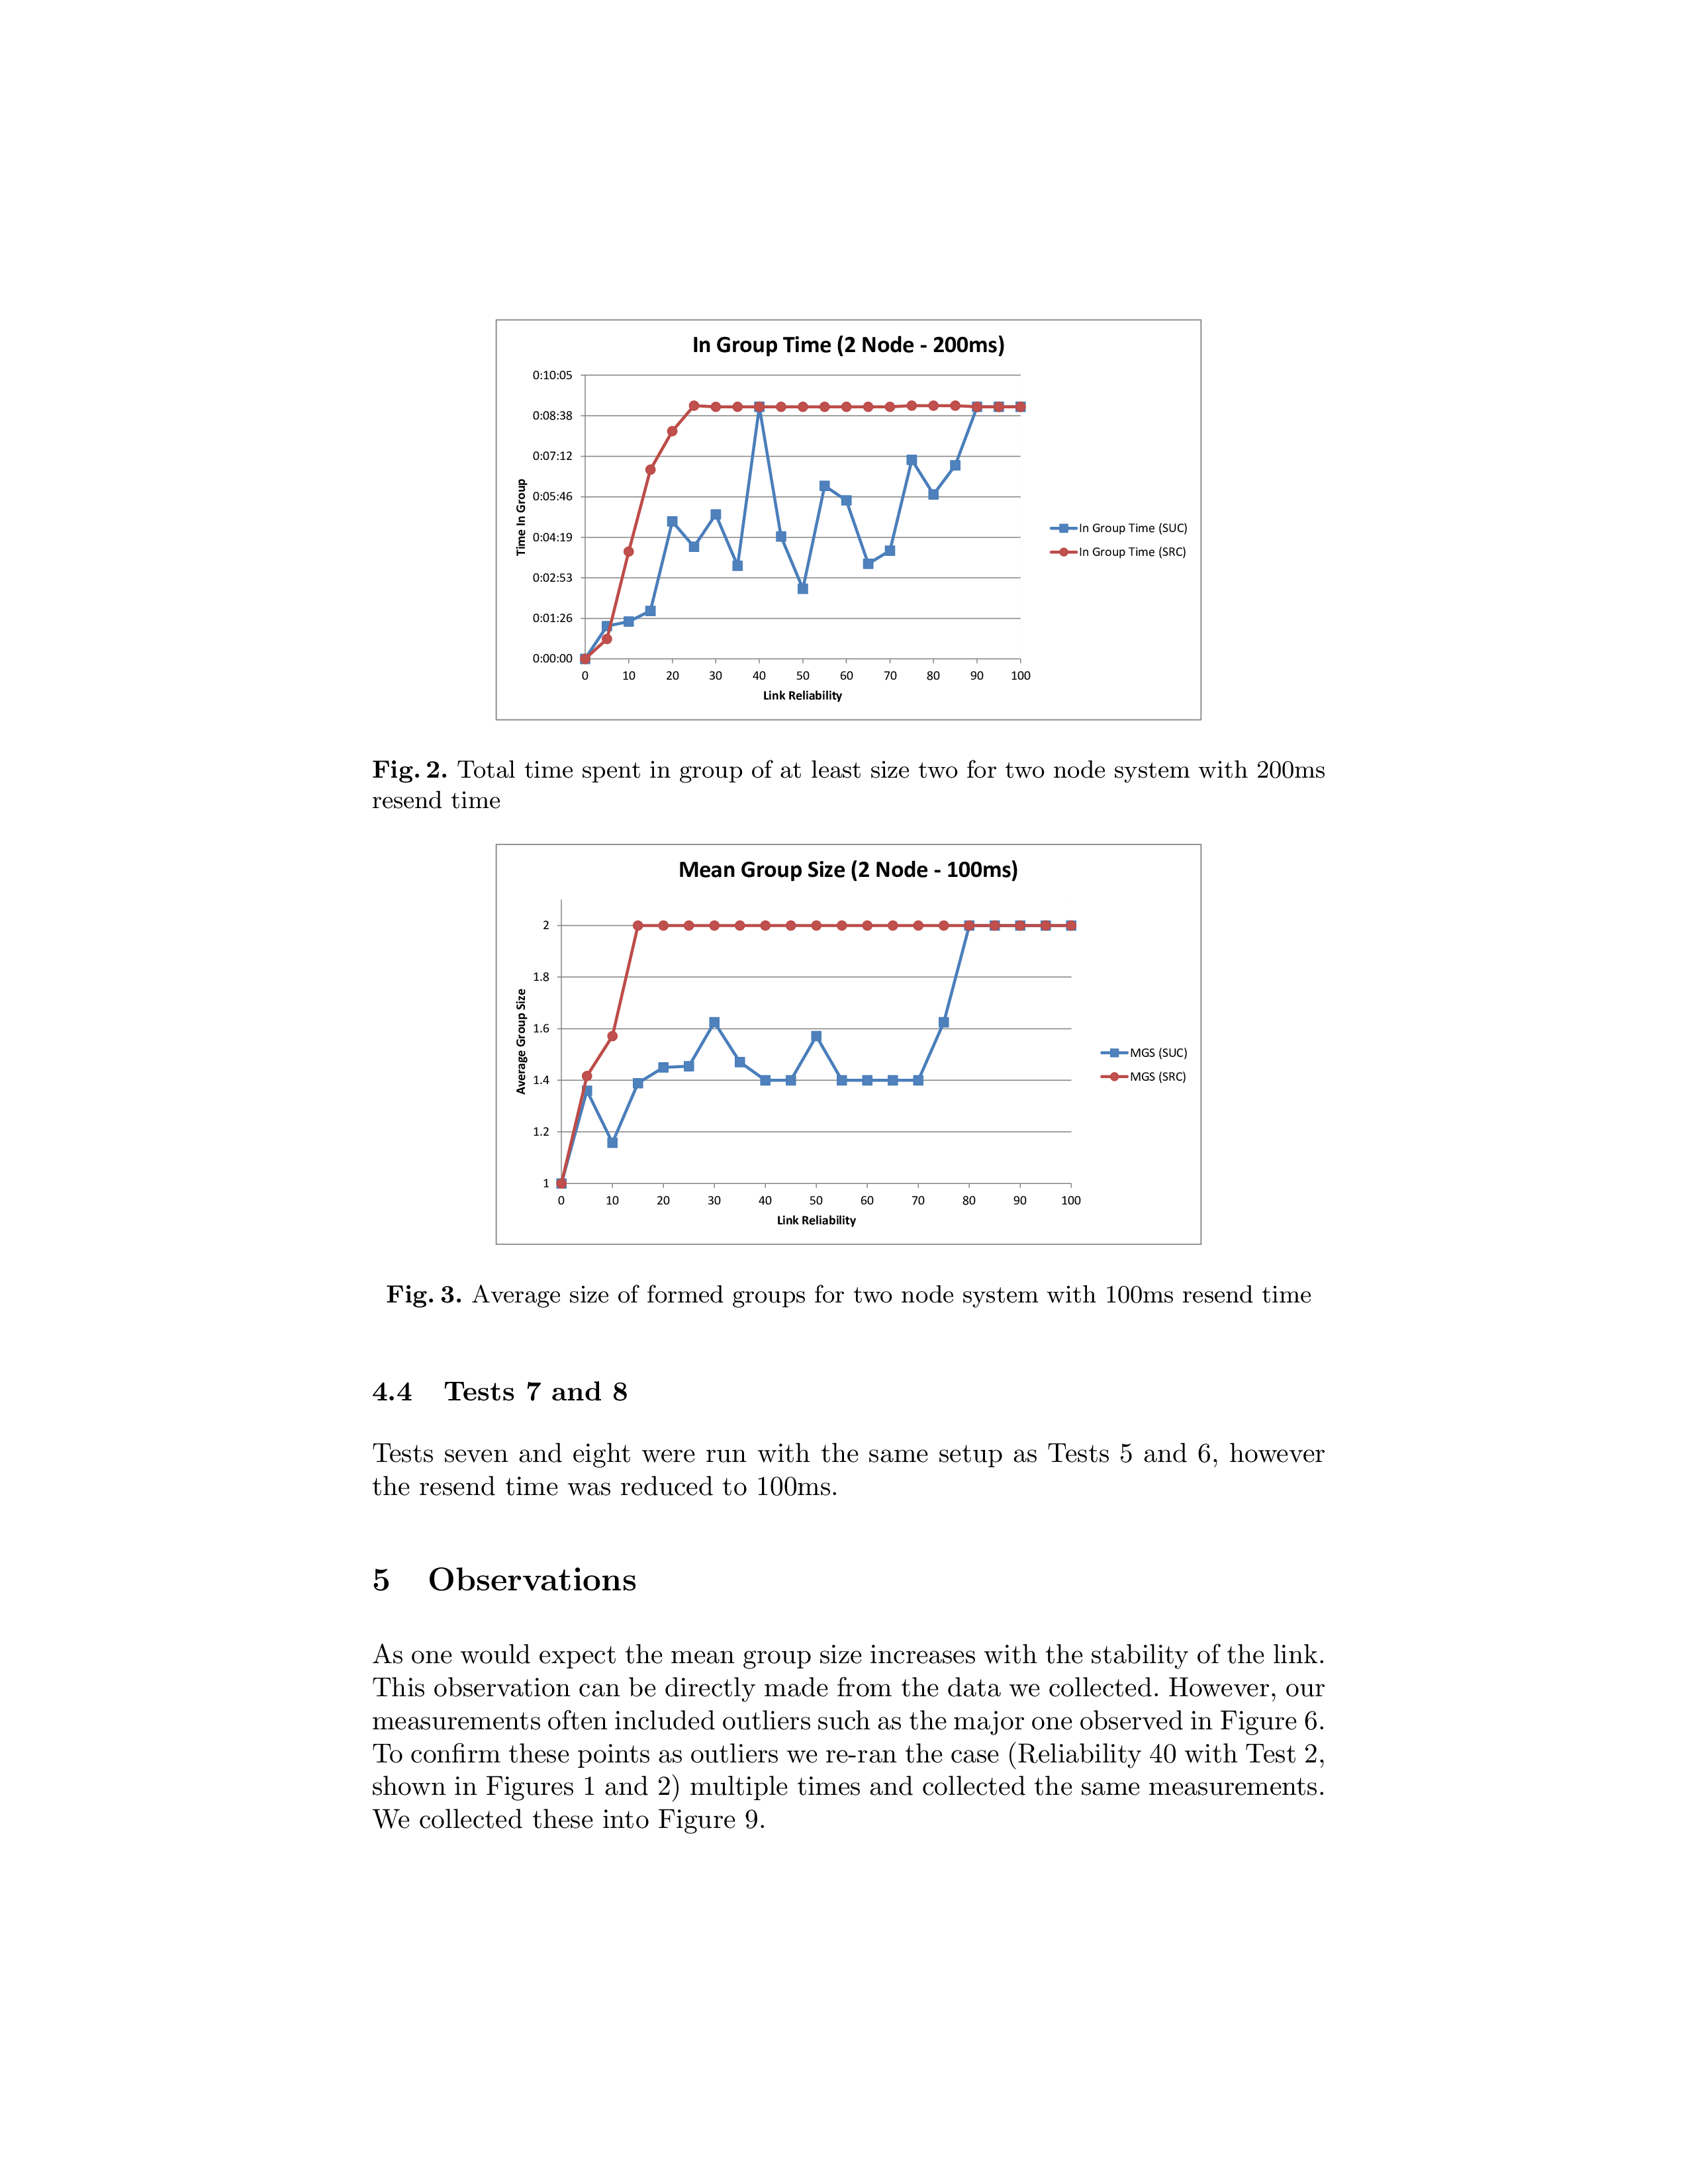 In Group Time (2 Node - 200ms)
0:10:05
0:08:38
0:07:12
0:05:46
0:04:19
0:02:53
0:01:26
0:00:00
Time In Group
0 10 20 30 40 50 60 70 80 90 100
Link Reliability
In Group Time (SUC)
In Group Time (SRC)
Fig. 2. Total time spent in group of at least size two for two node system with 200ms
resend time
Mean Group Size (2 Node - 100ms)
2
1.8
1.6
1.4
1.2
1
Average Group Size
0 10 20 30 40 50 60 70 80 90 100
Link Reliability
MGS (SUC)
MGS (SRC)
Fig. 3. Average size of formed groups for two node system with 100ms resend time
4.4 Tests 7 and 8
Tests seven and eight were run with the same setup as Tests 5 and 6, however
the resend time was reduced to 100ms.
5 Observations
As one would expect the mean group size increases with the stability of the link.
This observation can be directly made from the data we collected. However, our
measurements often included outliers such as the major one observed in Figure 6.
To confirm these points as outliers we re-ran the case (Reliability 40 with Test 2,
shown in Figures 1 and 2) multiple times and collected the same measurements.
We collected these into Figure 9.